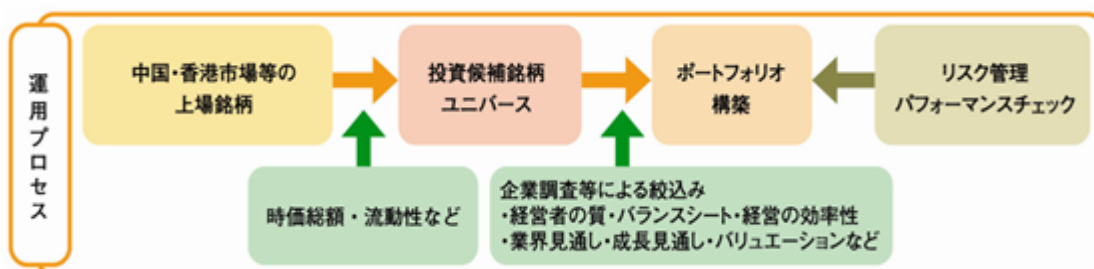 運用プロセス
中国・香港市場等の
上場銘柄
投資候補銘柄
ユニバース
ポートフォリオ
構築
リスク管理
パフォーマンスチェック
時価総額・流動性など
企業調査等による絞込み
・経営者の質・バランスシート・経営の効率性
・業界見通し・成長見通し・バリュエーションなど